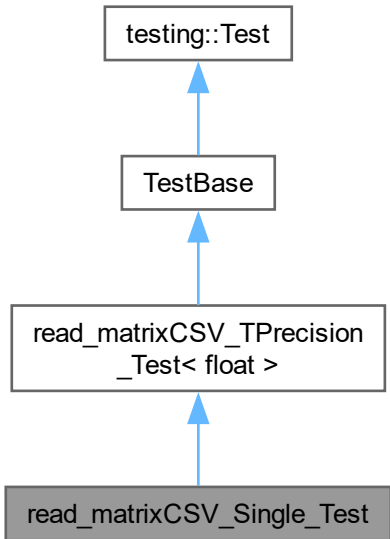 testing::Test
TestBase
read_matrixCSV_TPrecision
_Test< float >
read_matrixCSV_Single_Test